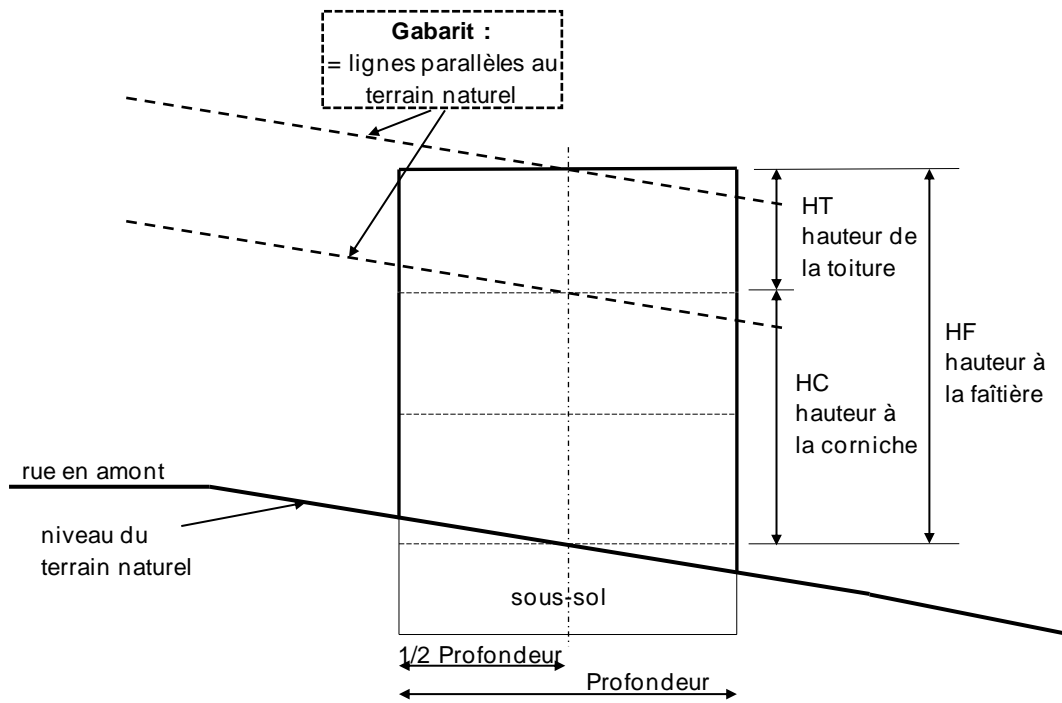 Gabarit :
= lignes parallèles au
terrain naturel
HT
hauteur de
la toiture
HF
hauteur à
la faîtière
HC
hauteur à
la corniche
rue en amont
niveau du
terrain naturel
sous-sol
1/2 Profondeur
Profondeur